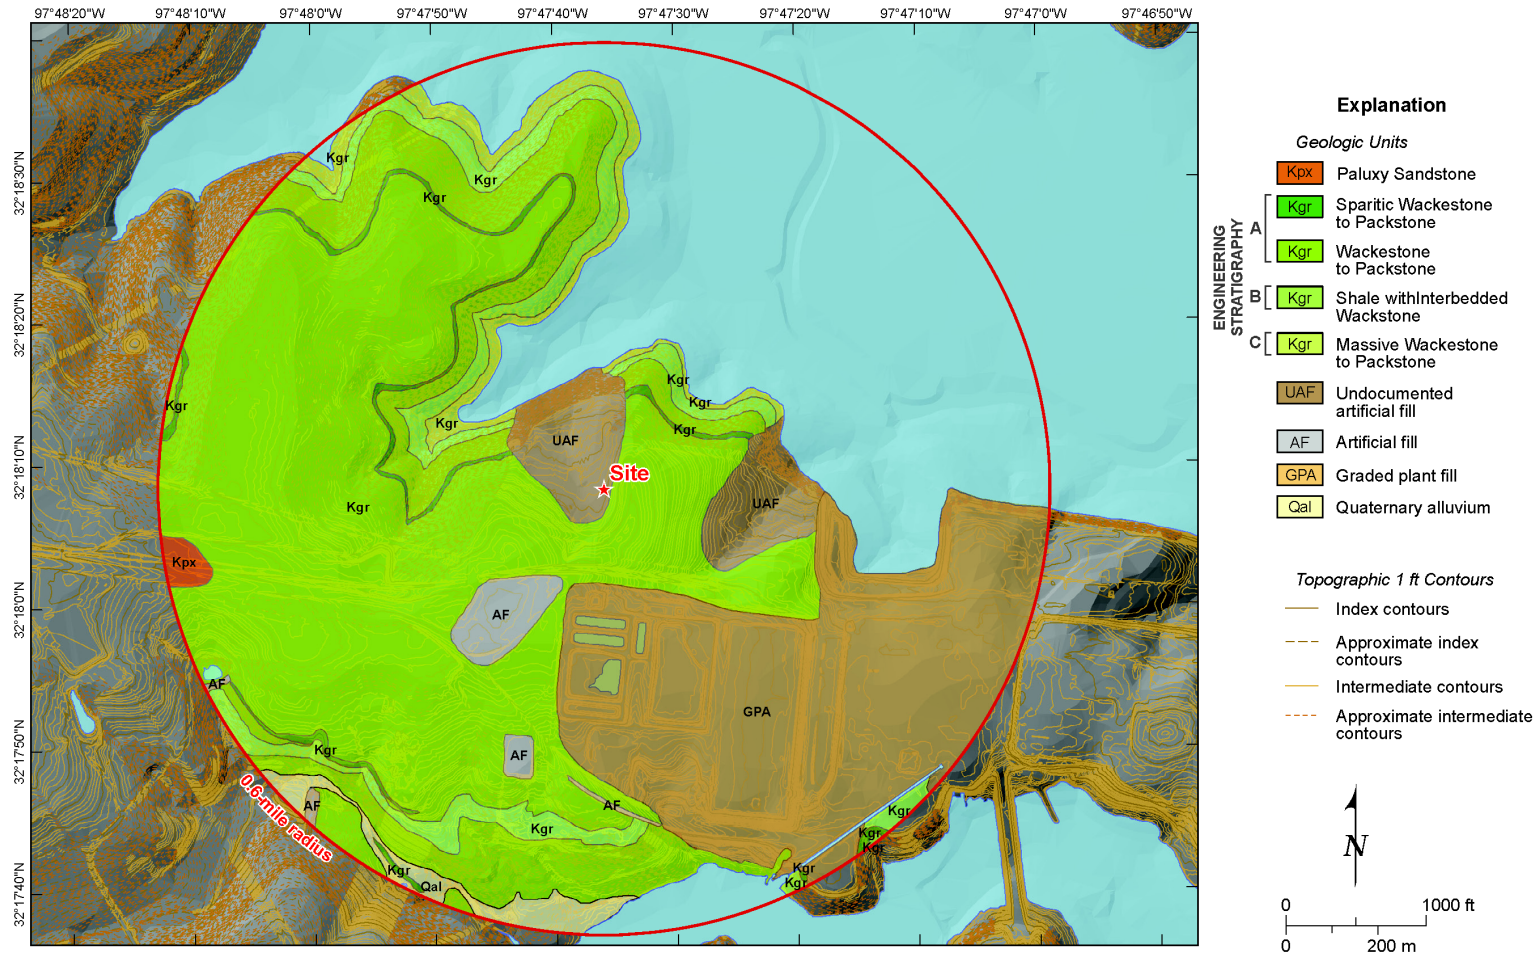 97°48'20"W
97°48'10"W
97°48'0"W
97°47'50"W
97°47'40"W
97°47'30"W
97°47'20"W
97°47'10"W
97°47'0"W
97°46'50"W
32°18'30"N
32°18'20"N
32°18'10"N
32°18'0"N
32°17'50"N
32°17'40"N
Kgr
Kgr
Kgr
Kgr
Kgr
Kgr
Kgr
Kgr
UAF
Site
UAF
Kgr
Kpx
AF
AF
GPA
Kgr
AF
AF
AF
Kgr
Kgr
Kgr
Kgr
Kgr
Kgr
Kgr
Qal
0.6-mile radius
Explanation
Geologic Units
Kpx Paluxy Sandstone
ENGINEERING
STRATIGRAPHY
A
Kgr Sparitic Wackestone
to Packstone
Kgr Wackestone
to Packstone
B
Kgr Shale withInterbedded
Wackstone
C
Kgr Massive Wackestone
to Packstone
UAF Undocumented
artificial fill
AF Artificial fill
GPA Graded plant fill
Qal Quaternary alluvium
Topographic 1 ft Contours
Index contours
Approximate index
contours
Intermediate contours
Approximate intermediate
contours
N
0 1000 ft
0 200 m